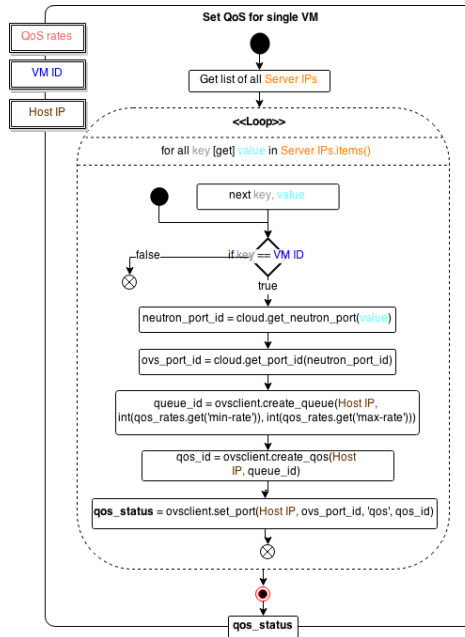 Set QoS for single VM
QoS rates
VM ID
Host IP
Get list of all Server IPs
<<Loop>>
for all key [get] value in Server IPs.items()
next key, value
if key == VM ID
false
true
neutron_port_id = cloud.get_neutron_port(value)
ovs_port_id = cloud.get_port_id(neutron_port_id)
queue_id = ovsclient.create_queue(Host IP,
int(qos_rates.get('min-rate')), int(qos_rates.get('max-rate')))
qos_id = ovsclient.create_qos(Host
IP, queue_id)
qos_status = ovsclient.set_port(Host IP, ovs_port_id, 'qos', qos_id)
qos_status